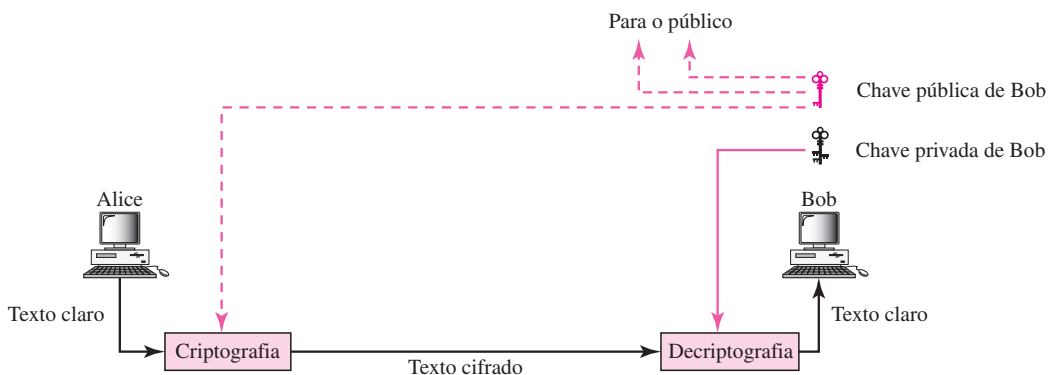 Para o público
Chave pública de Bob
Chave privada de Bob
Alice
Bob
Texto claro
Texto claro
Criptografia
Decriptografia
Texto cifrado